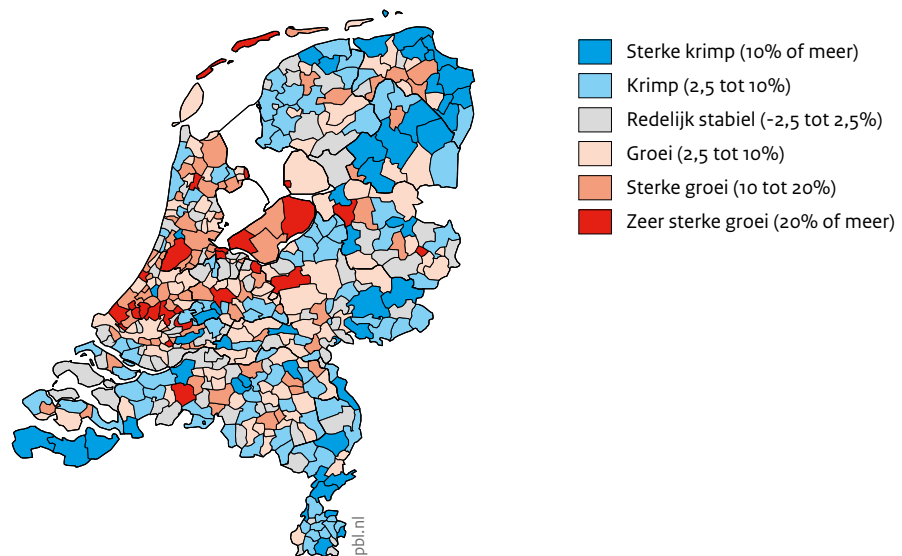 Sterke krimp (10% of meer)
Krimp (2,5 tot 10%)
Redelijk stabiel (-2,5 tot 2,5%)
Groei (2,5 tot 10%)
Sterke groei (10 tot 20%)
Zeer sterke groei (20% of meer)
pbl.nl